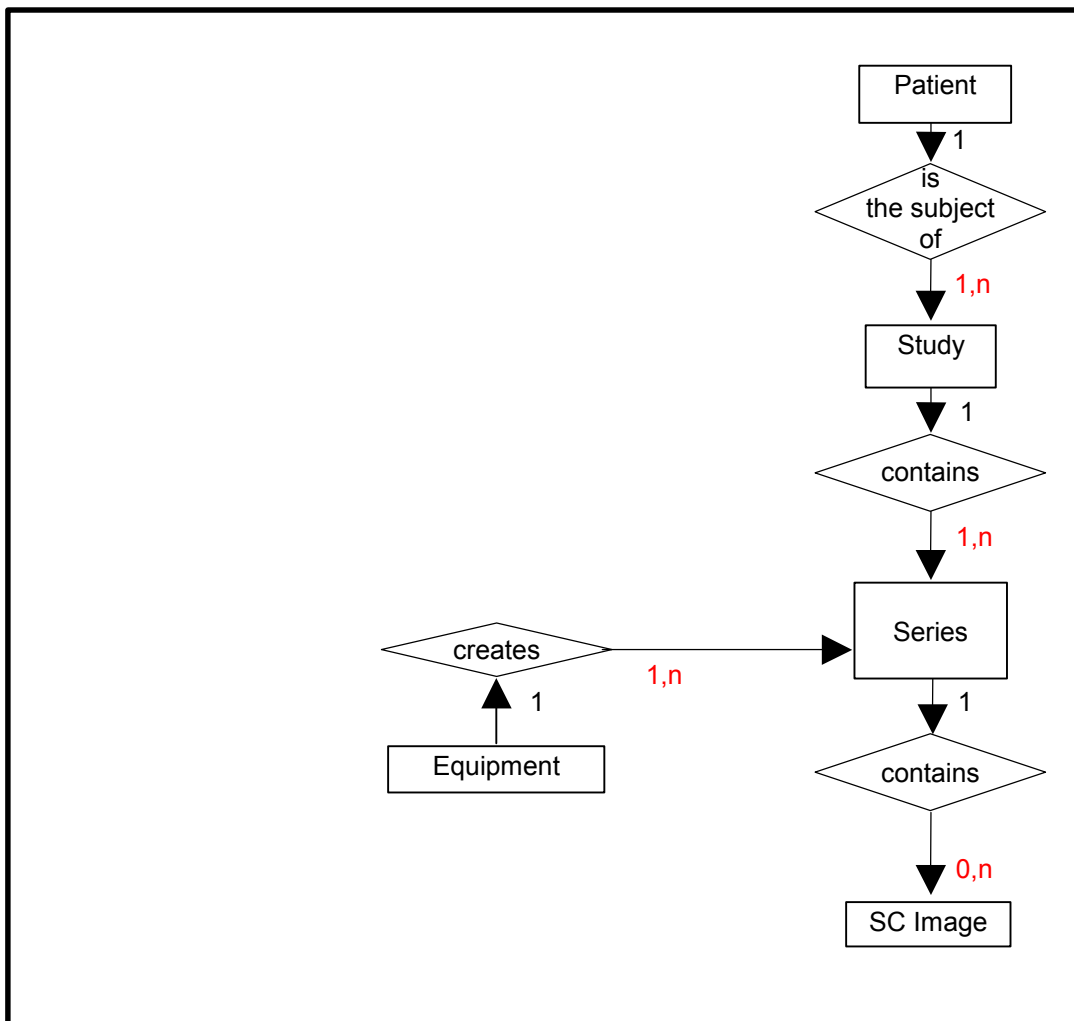 Patient
1
is
the subject
of
1,n
Study
1
contains
1,n
Series
creates
1,n
1
1
Equipment
contains
0,n
SC Image